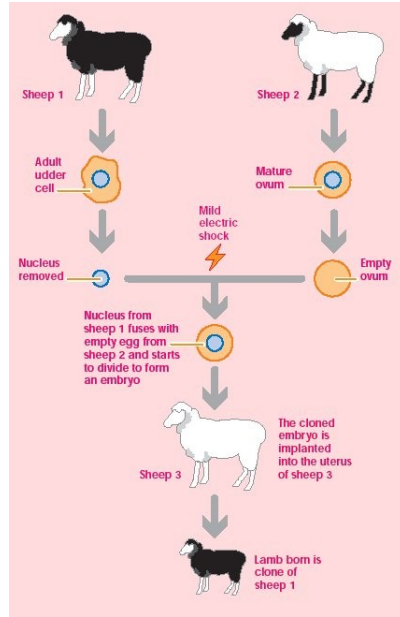 Sheep 1
Sheep 2
Adult
udder
cell
Mature
ovum
Mild
electric
shock
Nucleus
removed
Empty
ovum
Nucleus from
sheep 1 fuses with
empty egg from
sheep 2 and starts
to divide to form
an embryo
The cloned
embryo is
implanted
into the uterus
of sheep 3
Sheep 3
Lamb born is
clone of
sheep 1